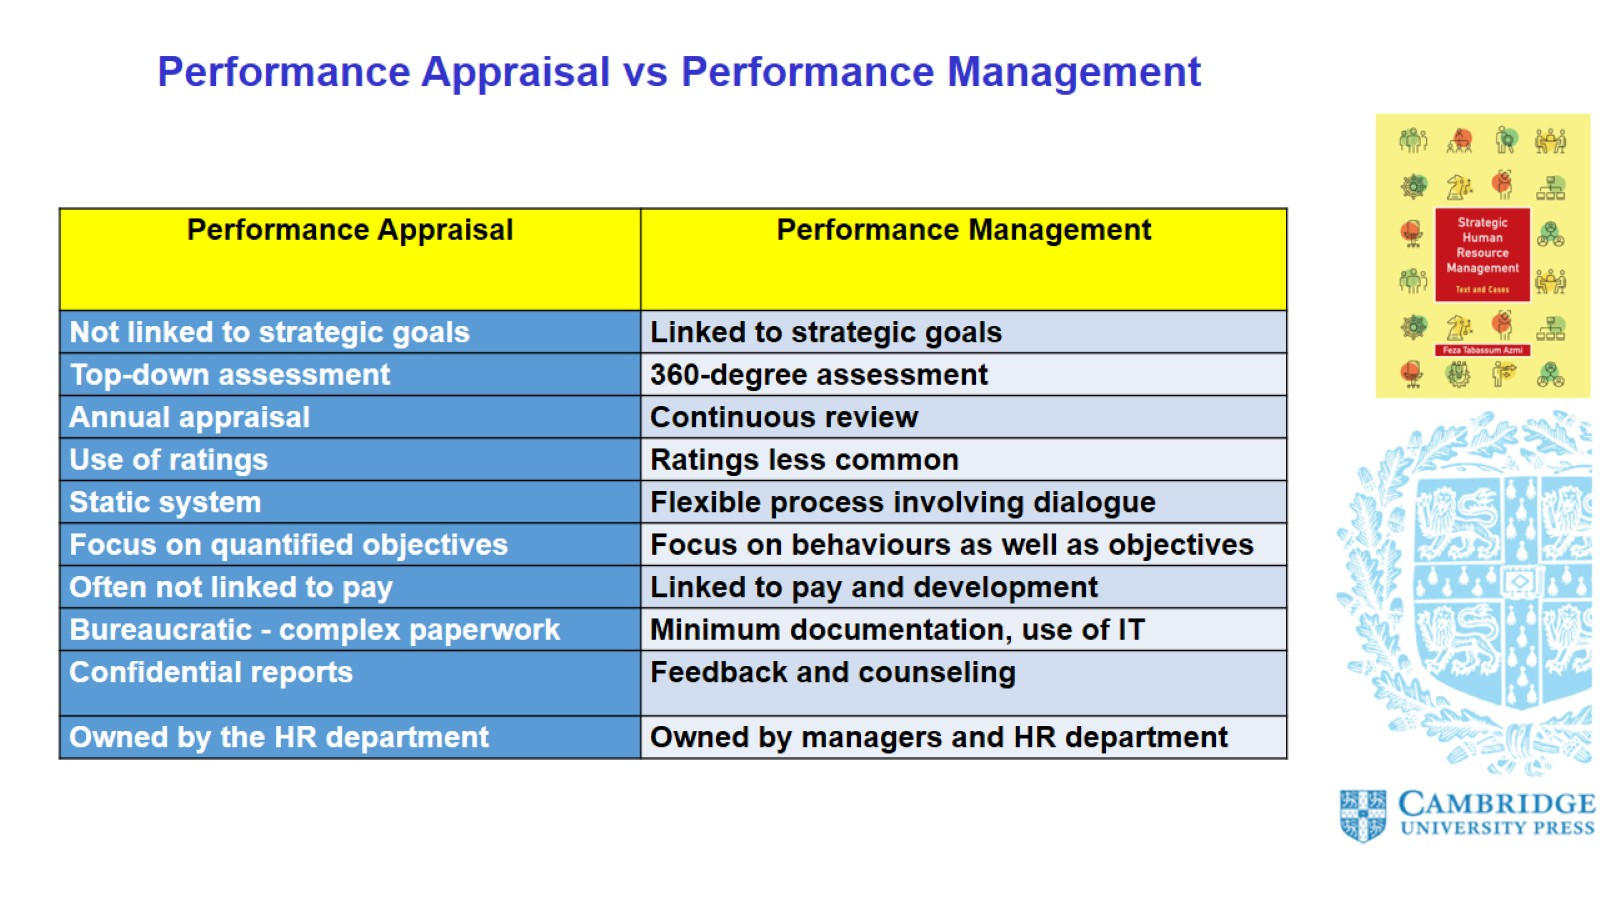 Performance Appraisal vs Performance Management
Performance Appraisal
Performance Management
Not linked to strategic goals
Linked to strategic goals
Top-down assessment
360-degree assessment
Annual appraisal
Continuous review
Use of ratings
Ratings less common
Static system
Flexible process involving dialogue
Focus on quantified objectives
Focus on behaviours as well as objectives
Often not linked to pay
Linked to pay and development
Bureaucratic - complex paperwork
Minimum documentation, use of IT
Confidential reports
Feedback and counseling
Owned by the HR department
Owned by managers and HR department
Strategic
Human
Resource
Management
Text and Cases
Feza Tabassum Azmi
CAMBRIDGE
UNIVERSITY PRESS